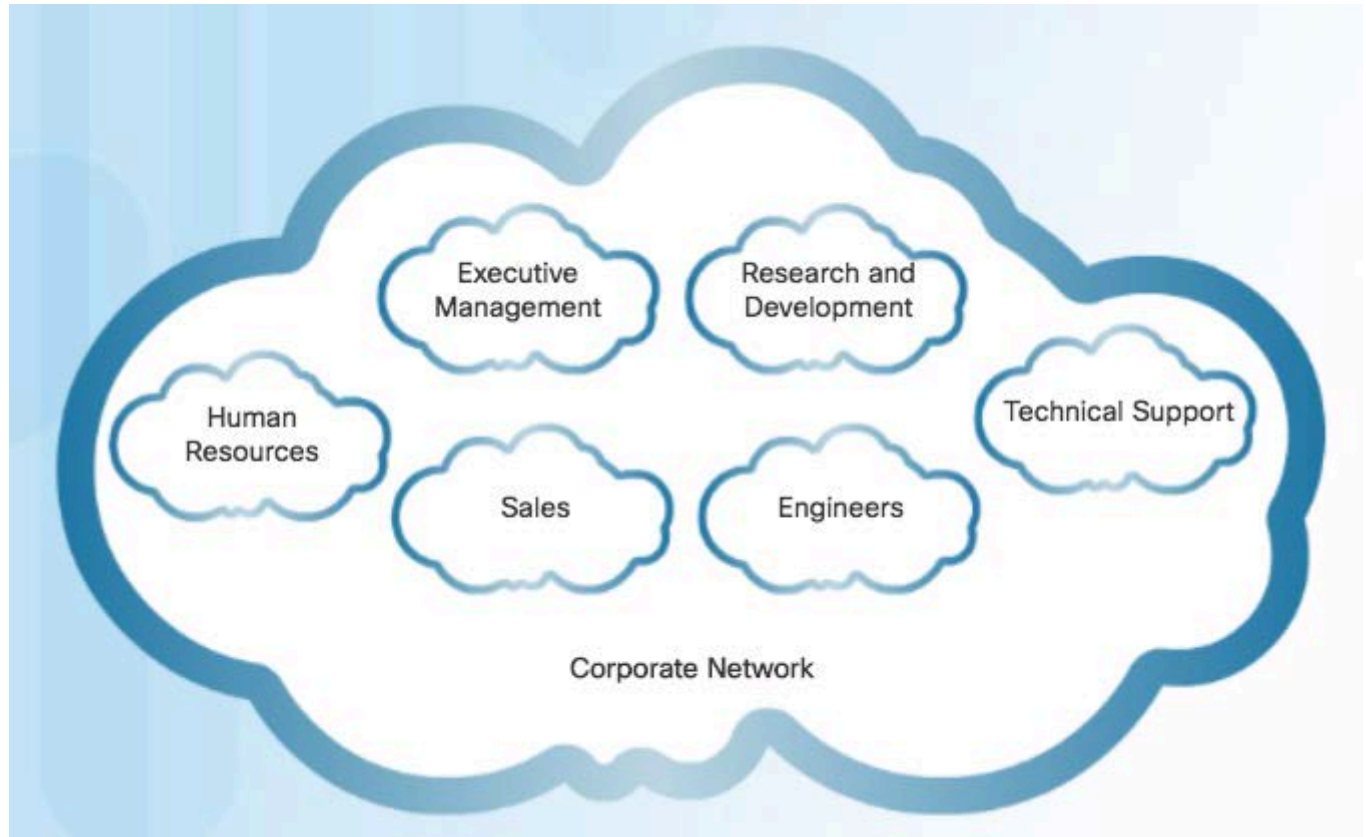 Executive
Management
Research and
Development
Human
Resources
Technical Support
Sales
Engineers
Corporate Network